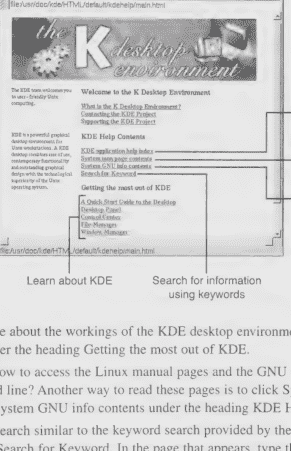 file:/usr/doc/kde/HTML/default/kdehelp/main.html
the K desktop environment
The KDE team welcomes you
to user-friendly Unix
computing.
KDE is a powerful graphical
desktop environment for
Unix workstations. A KDE
desktop combines ease of use,
contemporary functionality and
outstanding graphical
design with the technological
superiority of the Unix
operating system.
Welcome to the K Desktop Environment
What is the K Desktop Environment?
Contacting the KDE Project
Supporting the KDE Project
KDE Help Contents
KDE application help index
System man page contents
System GNU info contents
Search for Keyword
Getting the most out of KDE
A Quick Start Guide to the Desktop
Desktop Panel
Control Center
File Manager
Window Manager
file:/usr/doc/kde/HTML/default/kdehelp/main.html
Learn about KDE
Search for information
using keywords
e about the workings of the KDE desktop environme
er the heading Getting the most out of KDE.
ow to access the Linux manual pages and the GNU
d line? Another way to read these pages is to click S
ystem GNU info contents under the heading KDE H
earch similar to the keyword search provided by the
Search for Keyword. In the page that appears, type th